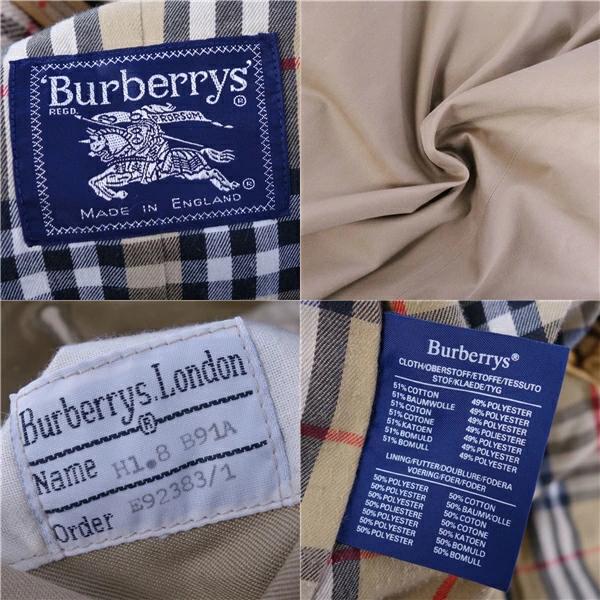 'Burberrys'
REGD. ®
PRORSUM
®
MADE IN ENGLAND
Burberrys.London
®
Name H1.8 B91A
Order E92383/1
Burberrys®
CLOTH/OBERSTOFF/ETOFFE/TESSUTO
STOF/KLAEDE/TYG
51% COTTON 49% POLYESTER
51% BAUMWOLLE 49% POLYESTER
51% COTON 49% POLYESTER
51% COTONE 49% POLIESTERE
51% KATOEN 49% POLYESTER
51% BOMULD 49% POLYESTER
51% BOMULL 49% POLYESTER
LINING/FUTTER/DOUBLURE/FODERA
VOERING/FOER/FODER
50% POLYESTER 50% COTTON
50% POLYESTER 50% BAUMWOLLE
50% POLYESTER 50% COTON
50% POLIESTERE 50% COTONE
50% POLYESTER 50% KATOEN
50% POLYESTER 50% BOMULD
50% POLYESTER 50% BOMULL